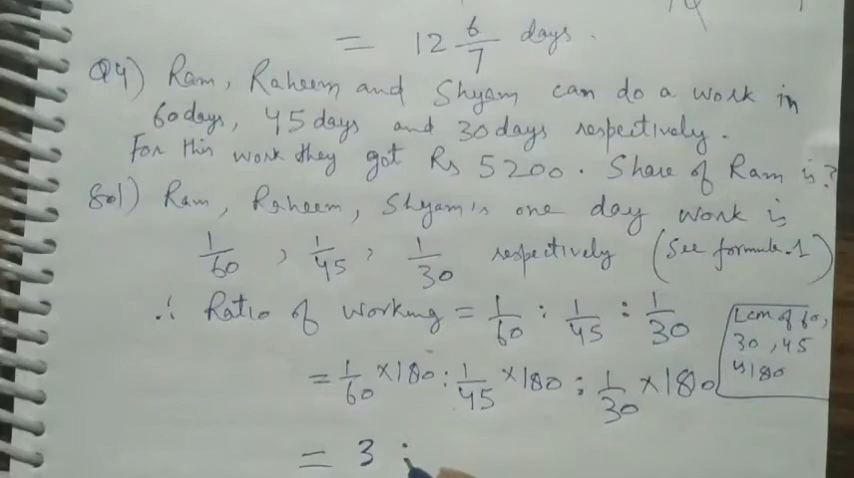 = 12 6/7 days.
Q4) Ram, Raheem and Shyam can do a work in
60 days, 45 days and 30 days respectively.
For this work they got Rs 5200. Share of Ram is?
Sol) Ram, Raheem, Shyam's one day work is
1/60, 1/45, 1/30 respectively (See formula.1)
∴ Ratio of working = 1/60 : 1/45 : 1/30
Lcm of 60,
30, 45
is 180
= 1/60 × 180 : 1/45 × 180 : 1/30 × 180
= 3 :